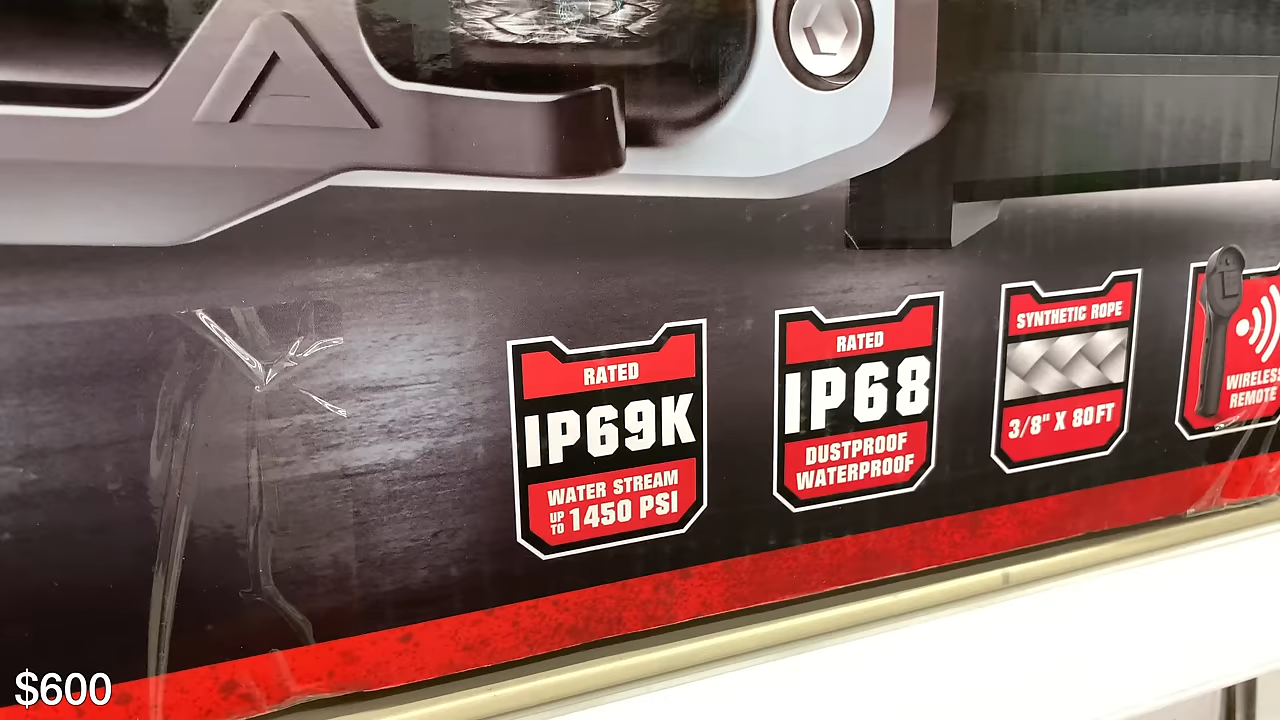 RATED
IP69K
WATER STREAM
UP TO 1450 PSI
RATED
IP68
DUSTPROOF
WATERPROOF
SYNTHETIC ROPE
3/8" X 80FT
WIRELESS
REMOTE
$600